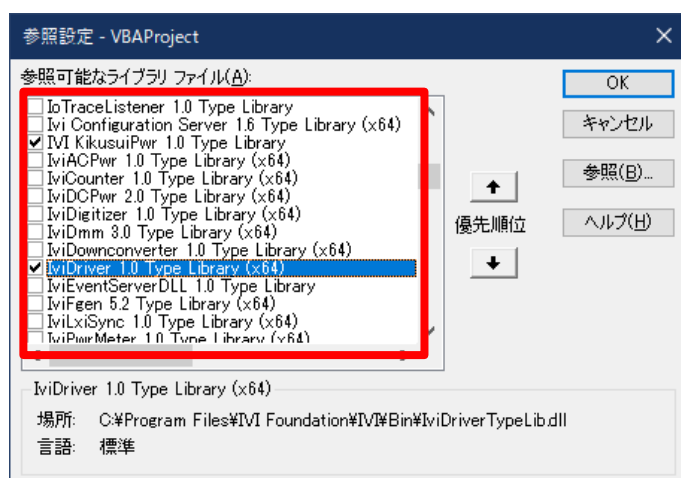 参照設定 - VBAProject
参照可能なライブラリ ファイル(A):
IoTraceListener 1.0 Type Library
Ivi Configuration Server 1.6 Type Library (x64)
IVI KikusuiPwr 1.0 Type Library
IviACPwr 1.0 Type Library (x64)
IviCounter 1.0 Type Library (x64)
IviDCPwr 2.0 Type Library (x64)
IviDigitizer 1.0 Type Library (x64)
IviDmm 3.0 Type Library (x64)
IviDownconverter 1.0 Type Library (x64)
IviDriver 1.0 Type Library (x64)
IviEventServerDLL 1.0 Type Library
IviFgen 5.2 Type Library (x64)
IviLxiSync 1.0 Type Library (x64)
IviPwrMeter 1.0 Type Library (x64)
優先順位
OK
キャンセル
参照(B)...
ヘルプ(H)
IviDriver 1.0 Type Library (x64)
場所: C:¥Program Files¥IVI Foundation¥IVI¥Bin¥IviDriverTypeLib.dll
言語: 標準